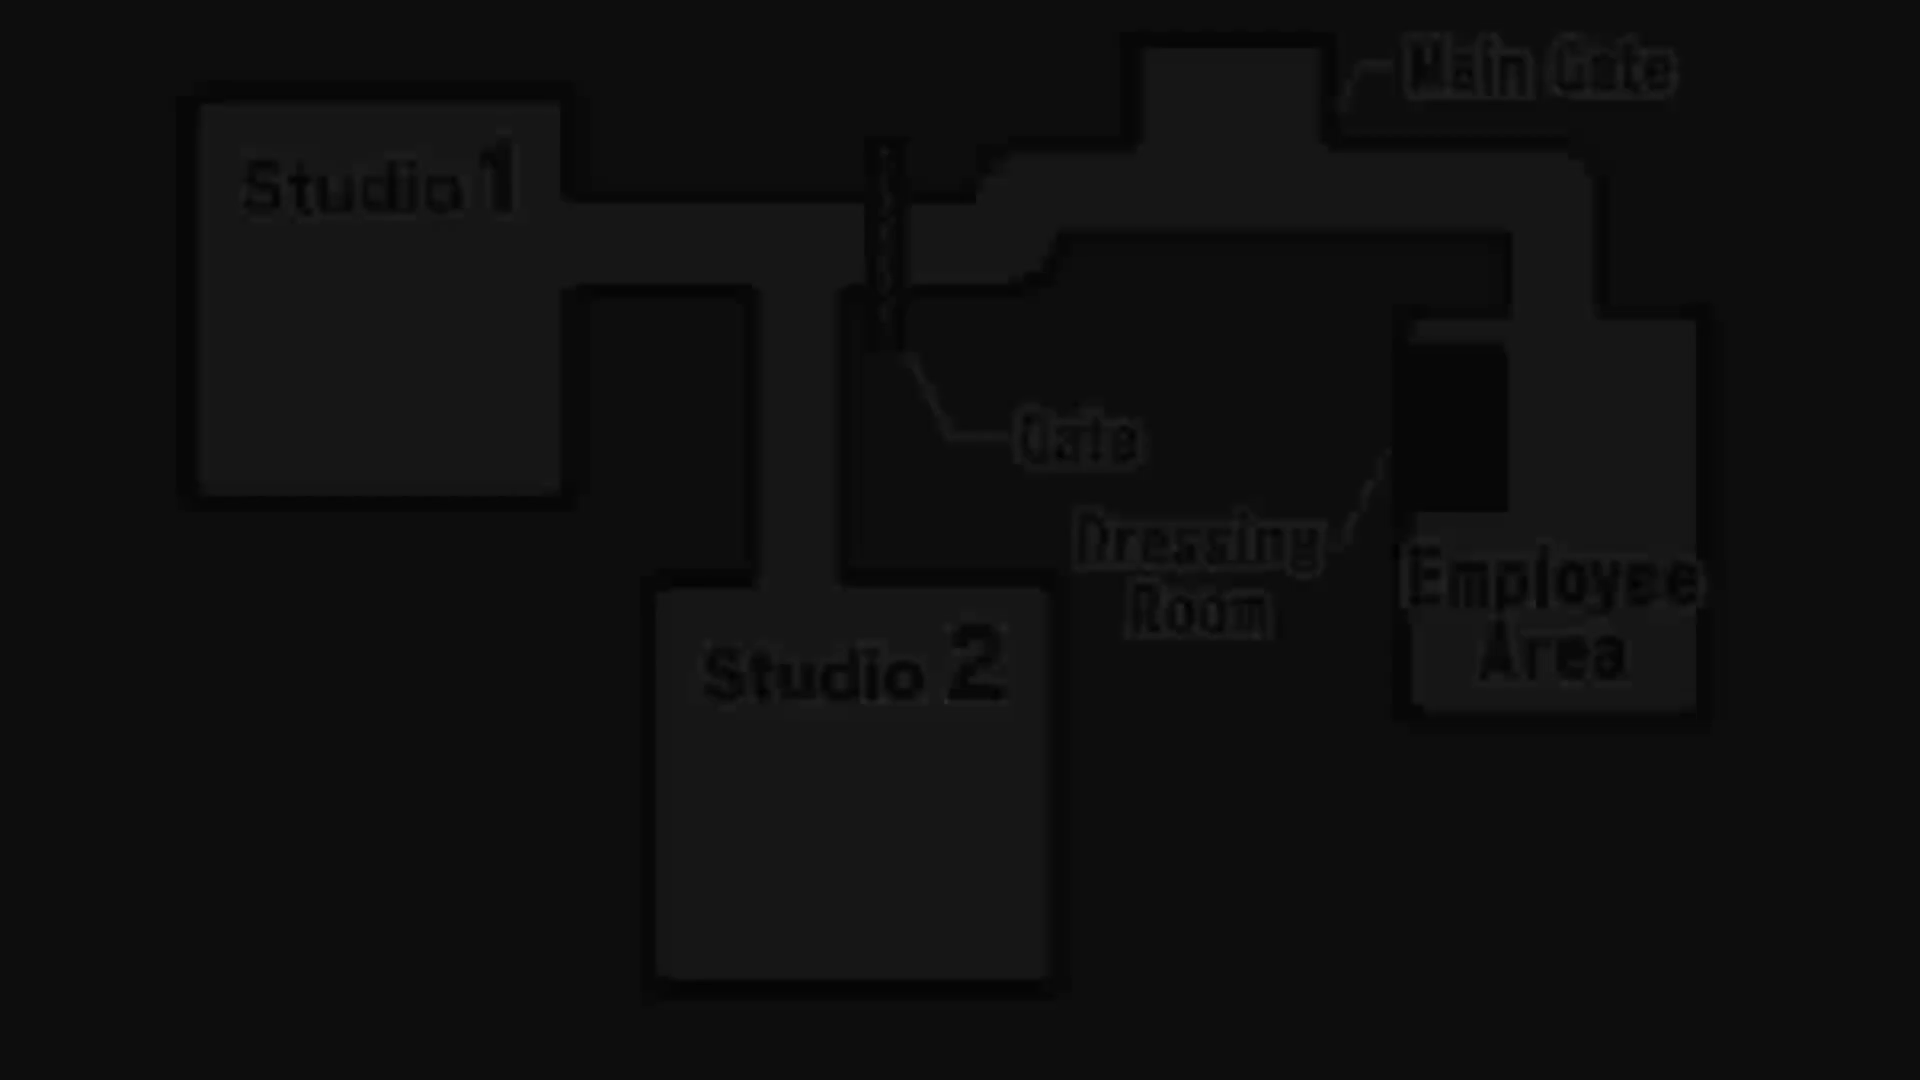 Main Gate
Studio 1
Gate
Dressing
Room
Employee
Area
Studio 2